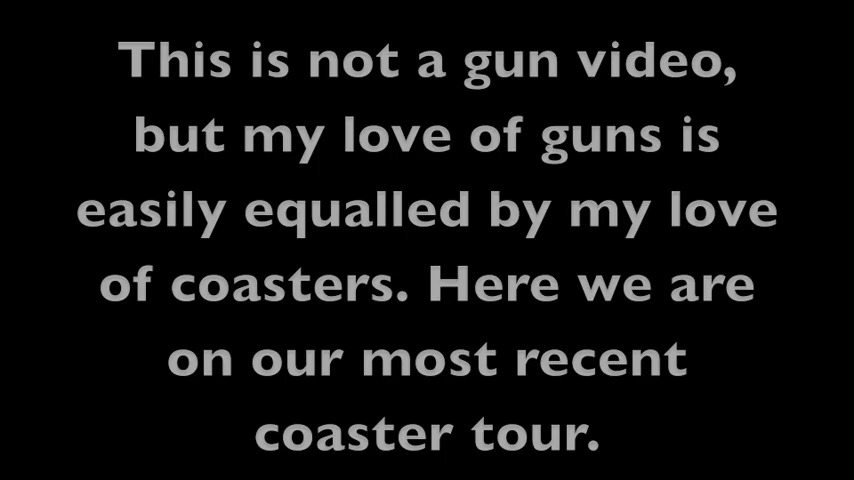 This is not a gun video,
but my love of guns is
easily equalled by my love
of coasters. Here we are
on our most recent
coaster tour.